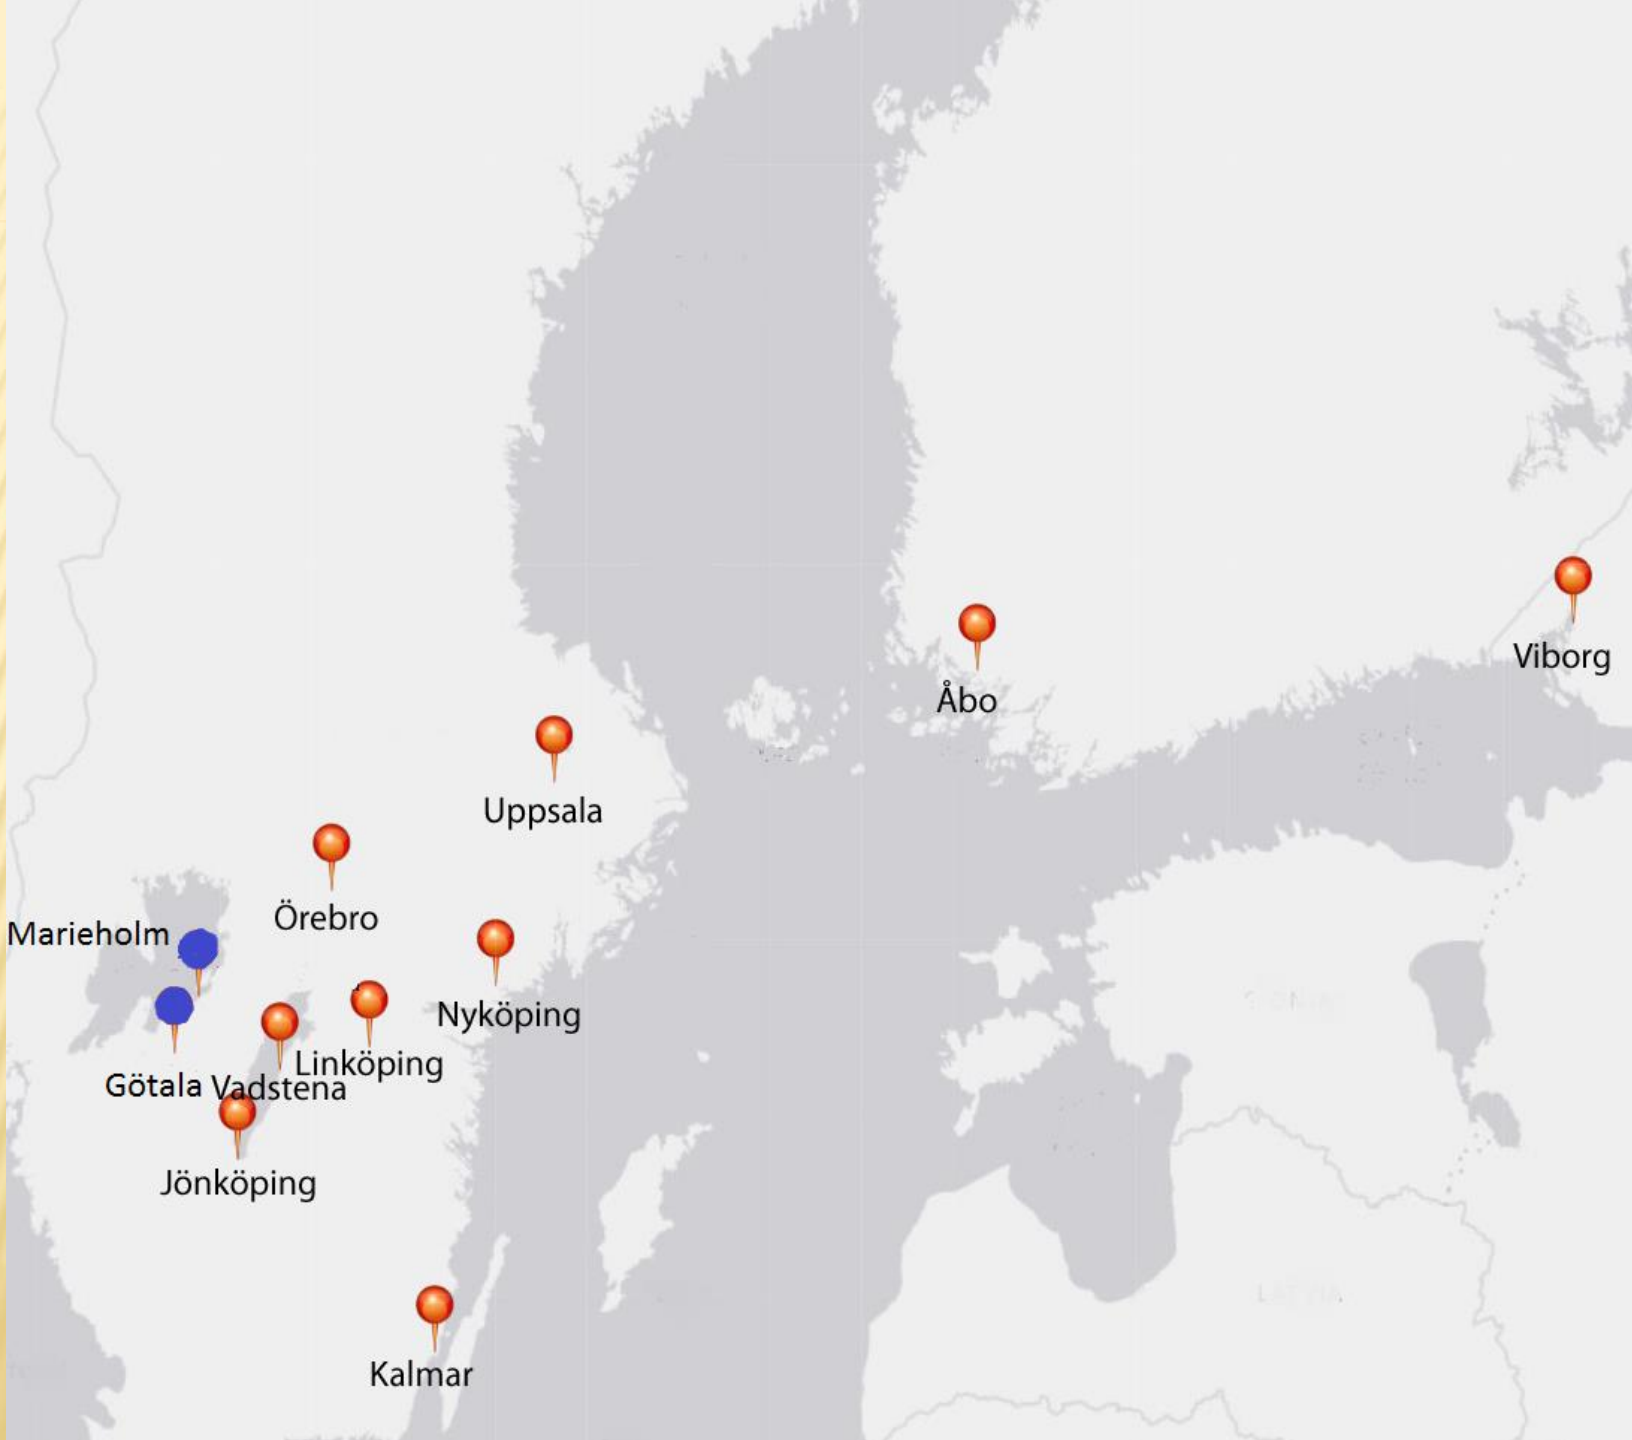 Viborg
Åbo
Uppsala
Örebro
Marieholm
Nyköping
Linköping
Götala
Vadstena
Jönköping
Kalmar